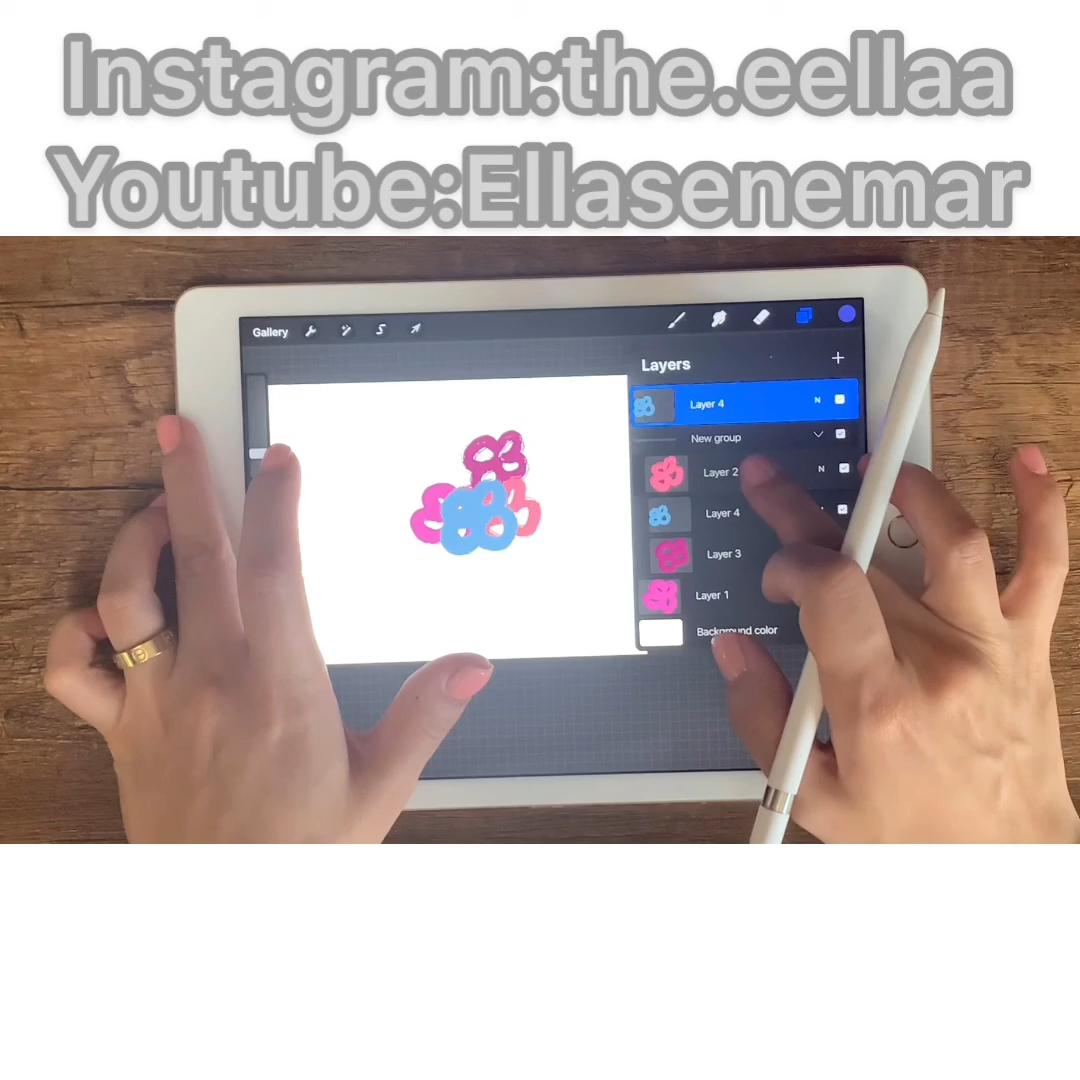 Instagram:the.eellaa
Youtube:Ellasenemar
Gallery
Layers
Layer 4 N
New group
Layer 2 N
Layer 4
Layer 3
Layer 1
Background color